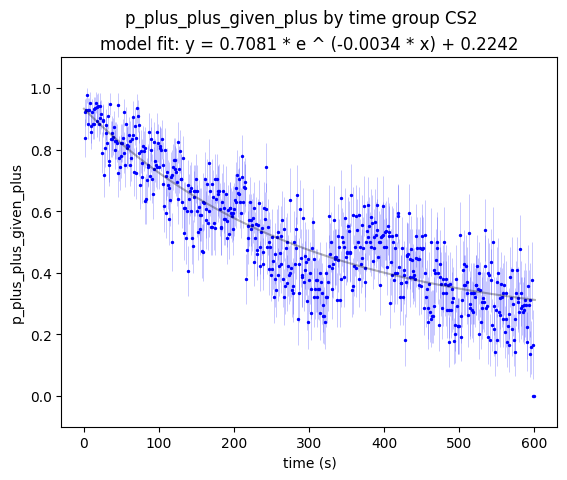 p_plus_plus_given_plus by time group CS2
model fit: y = 0.7081 * e ^ (-0.0034 * x) + 0.2242
1.0
0.8
0.6
0.4
0.2
0.0
p_plus_plus_given_plus
0 100 200 300 400 500 600
time (s)